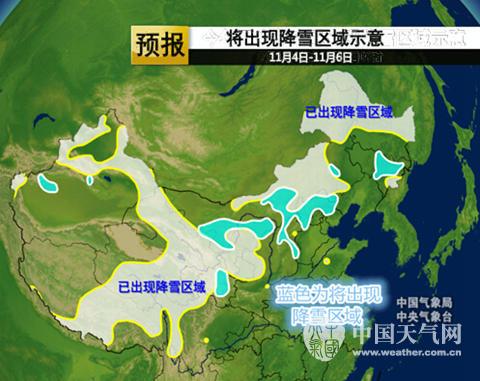 预报
将出现降雪区域示意
11月4日-11月6日
已出现降雪区域
已出现降雪区域
蓝色为将出现
降雪区域
中国气象局
中央气象台
中国天气网
www.weather.com.cn